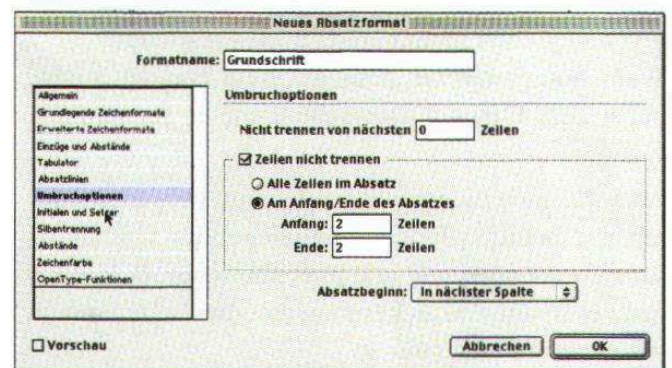 Neues Absatzformat
Formatname: Grundschrift
Allgemein
Grundlegende Zeichenformate
Erweiterte Zeichenformate
Einzüge und Abstände
Tabulator
Absatzlinien
Umbruchoptionen
Initialen und Setzer
Silbentrennung
Abstände
Zeichenfarbe
OpenType-Funktionen
Umbruchoptionen
Nicht trennen von nächsten 0 Zeilen
Zeilen nicht trennen
Alle Zeilen im Absatz
Am Anfang/Ende des Absatzes
Anfang: 2 Zeilen
Ende: 2 Zeilen
Absatzbeginn: In nächster Spalte
Vorschau
Abbrechen
OK